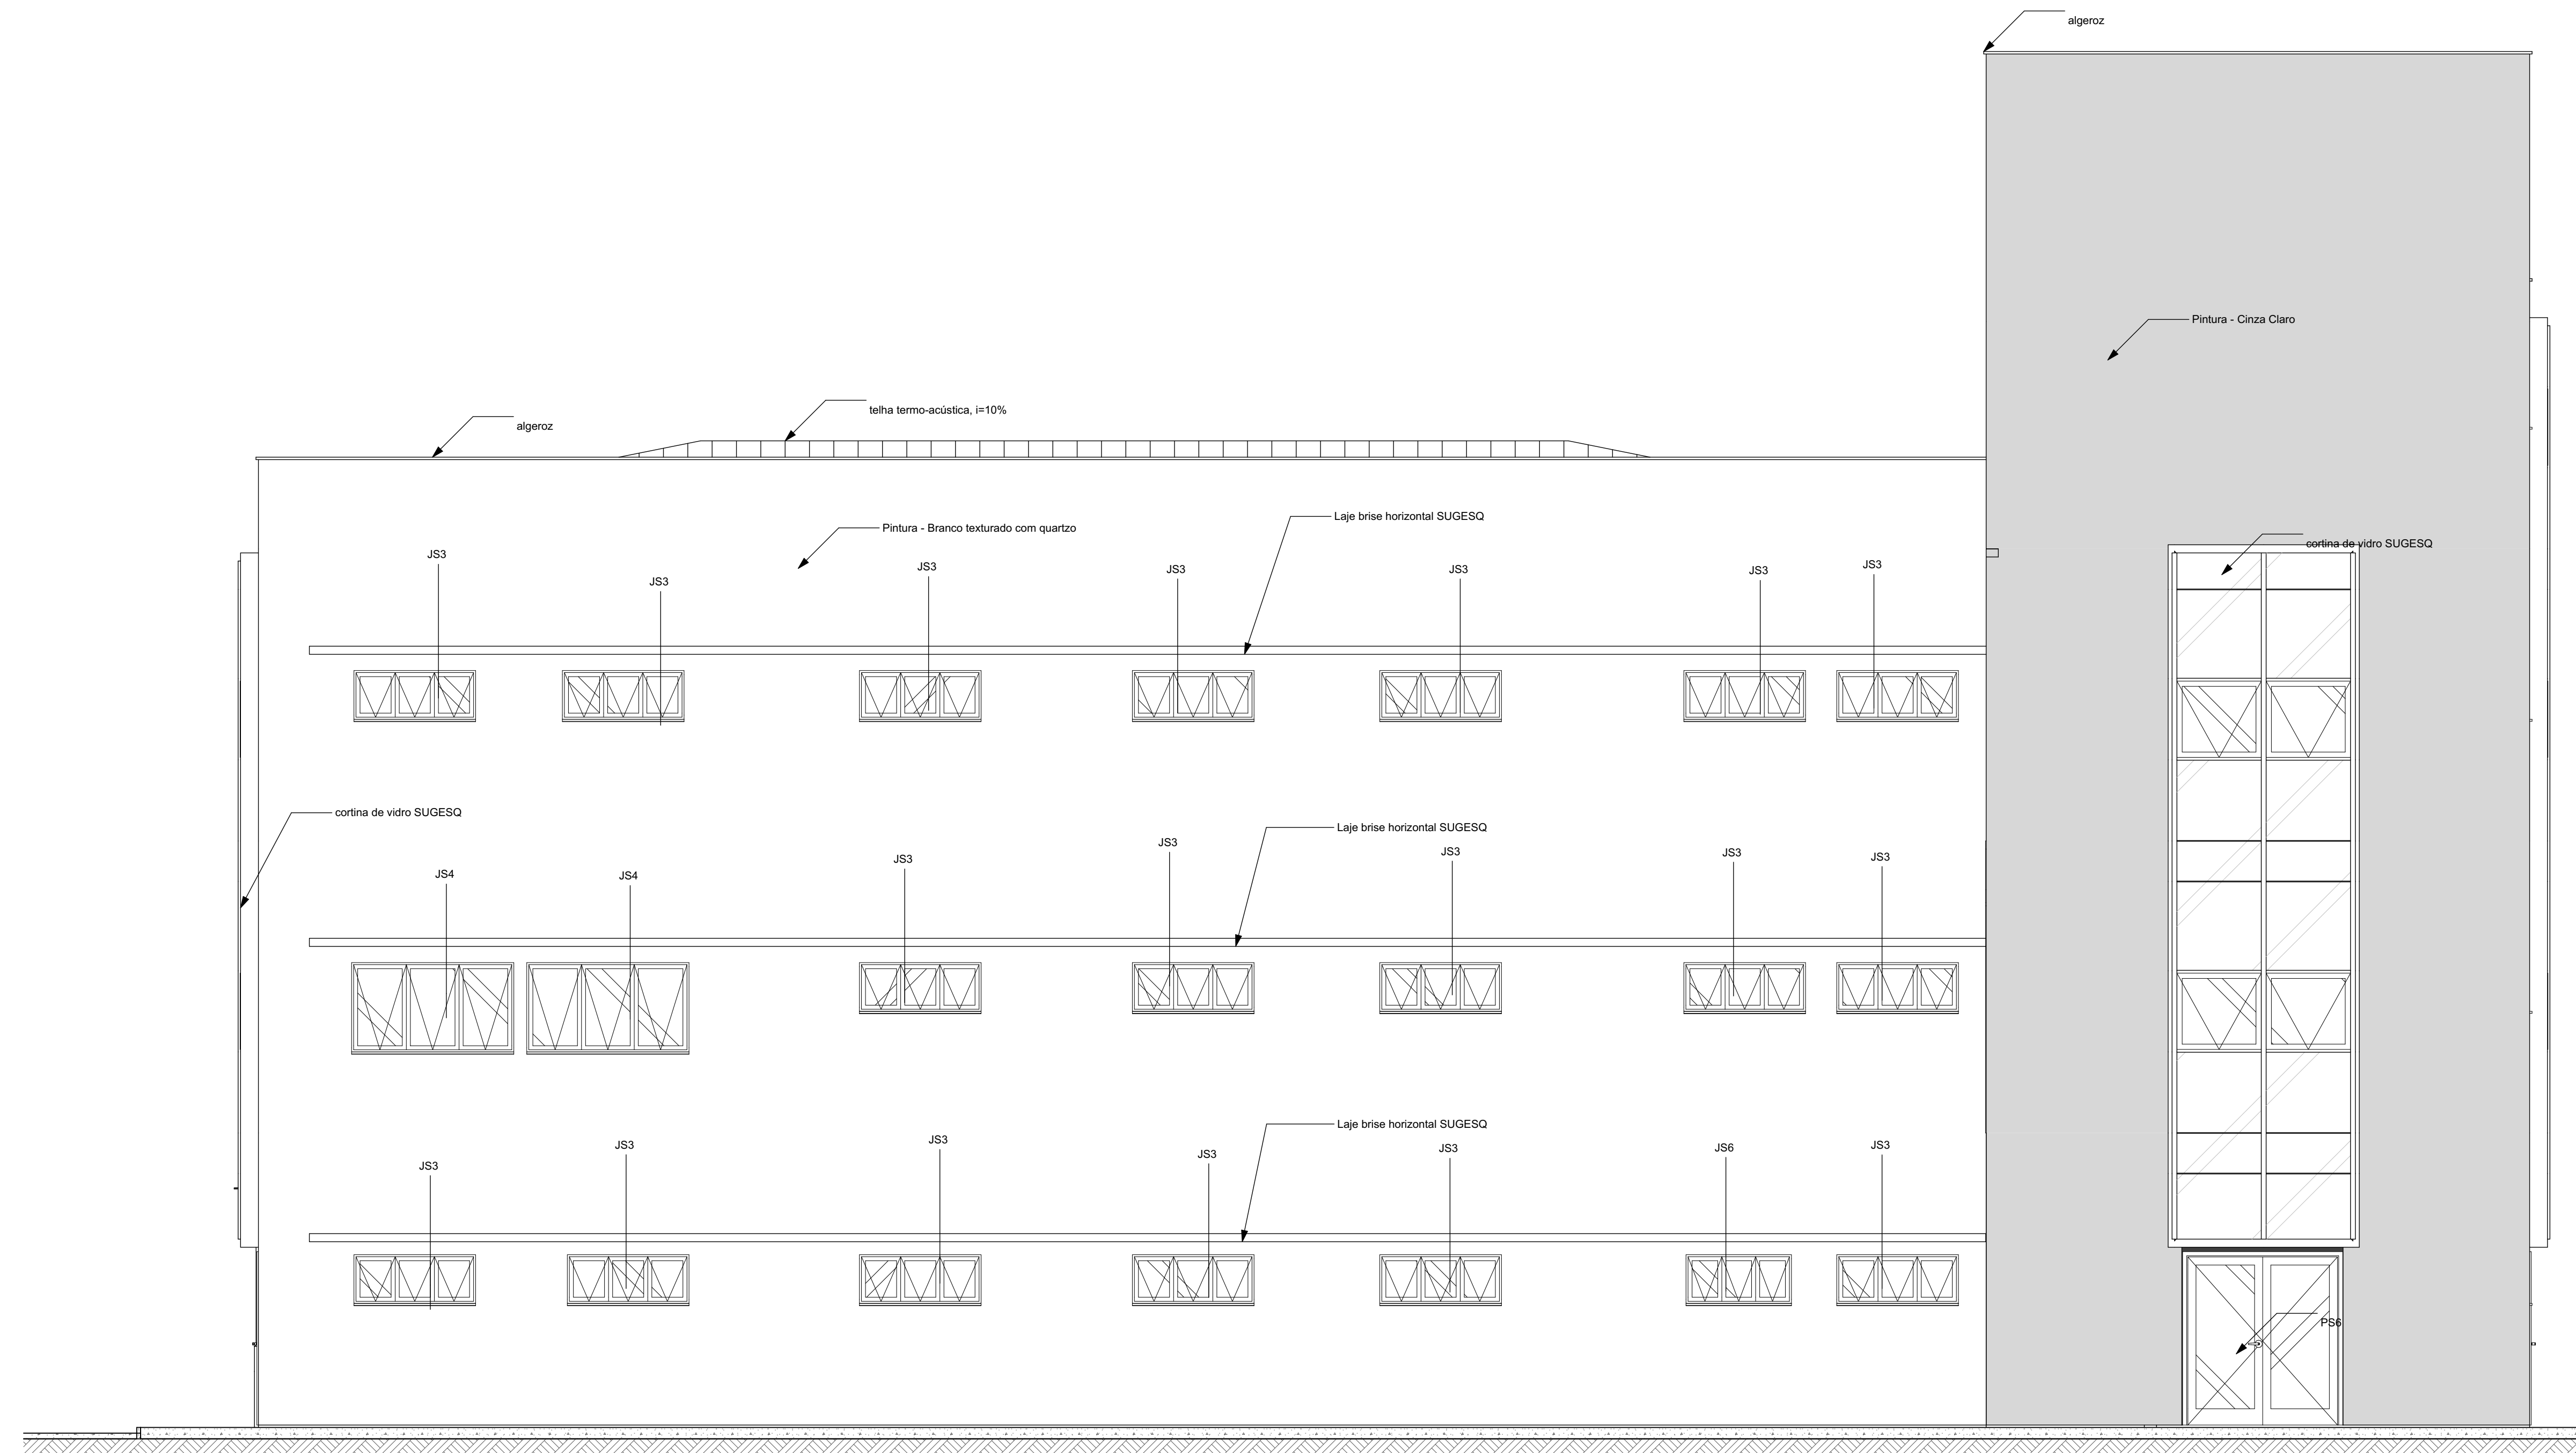 algeroz
Pintura - Cinza Claro
telha termo-acústica, i=10%
algeroz
Laje brise horizontal SUGESQ
Pintura - Branco texturado com quartzo
cortina de vidro SUGESQ
JS3
JS3
JS3
JS3
JS3
JS3
JS3
cortina de vidro SUGESQ
Laje brise horizontal SUGESQ
JS4
JS4
JS3
JS3
JS3
JS3
JS3
Laje brise horizontal SUGESQ
JS3
JS3
JS3
JS3
JS3
JS6
JS3
PS6